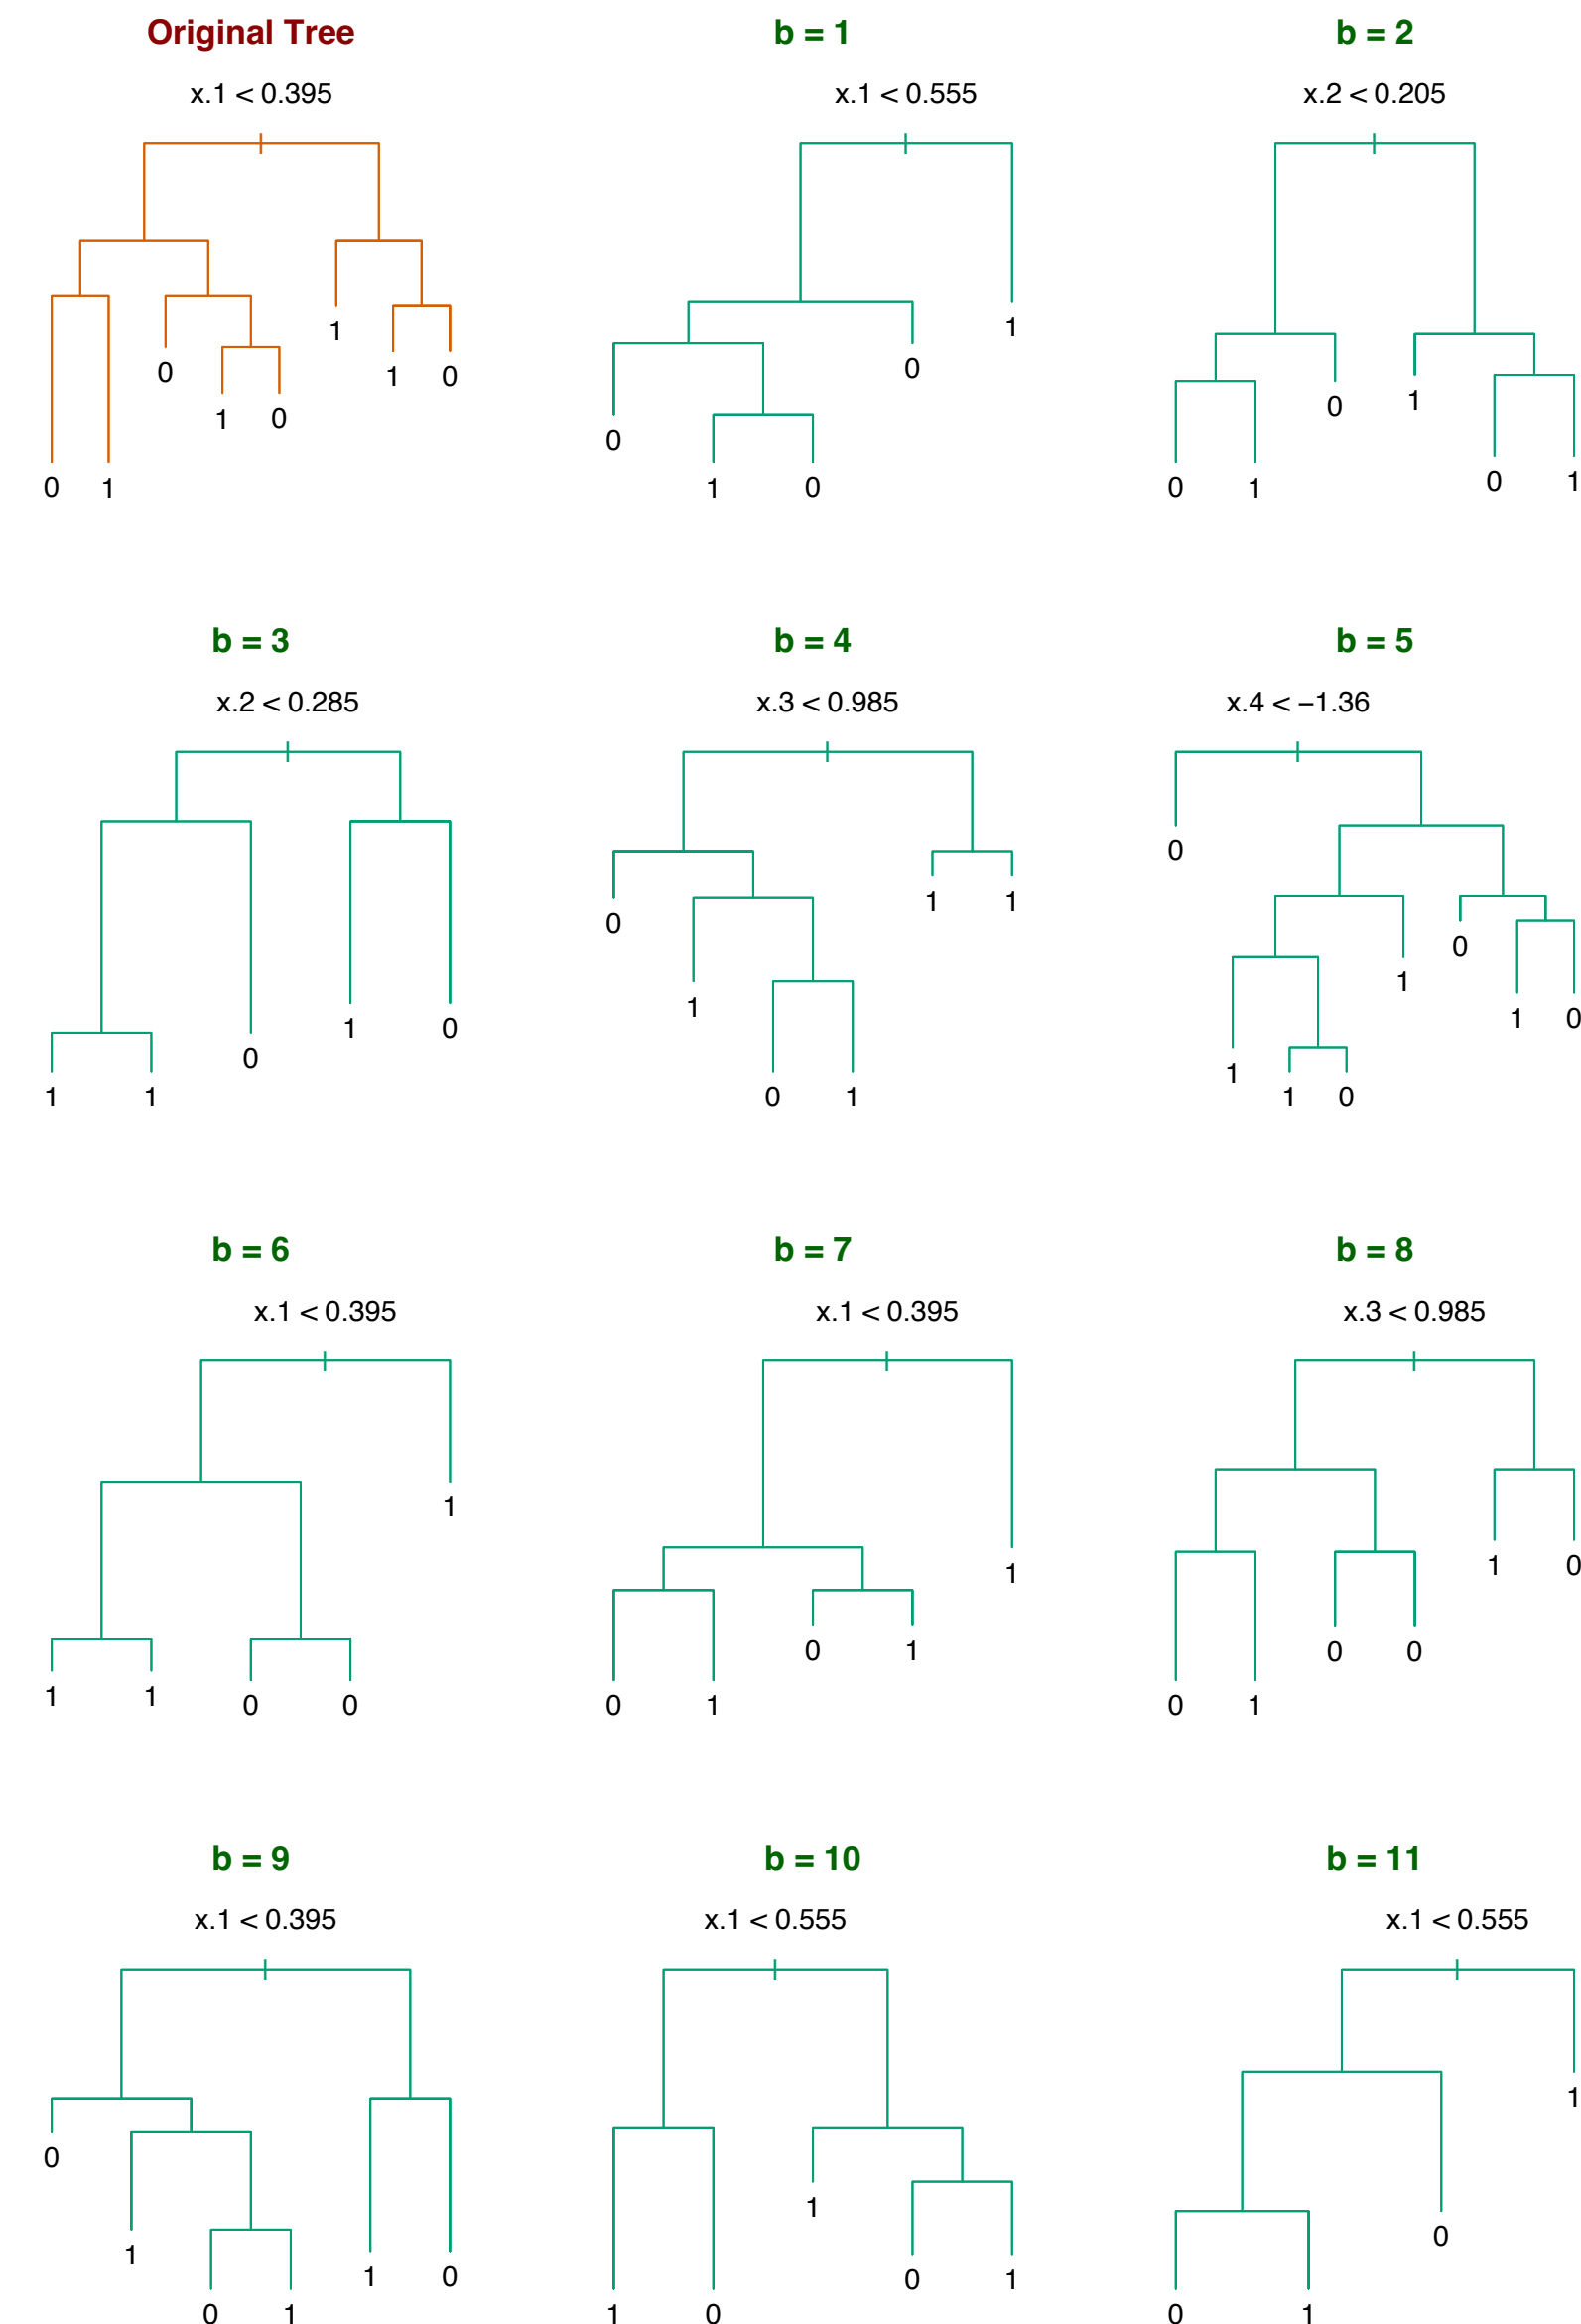 Original Tree
b = 1
b = 2
x.1 < 0.395
x.1 < 0.555
x.2 < 0.205
1
1
0
0
0
1
1 0
1 0
0
0 1
1 0
0 1
0 1
b = 3
b = 4
b = 5
x.2 < 0.285
x.3 < 0.985
x.4 < −1.36
0
1 1
0
0
1
1
1 0
1 0
0
1
1 1
0 1
1 0
b = 6
b = 7
b = 8
x.1 < 0.395
x.1 < 0.395
x.3 < 0.985
1
1
1 0
0 1
0 0
1 1
0 0
0 1
0 1
b = 9
b = 10
b = 11
x.1 < 0.395
x.1 < 0.555
x.1 < 0.555
1
0
1
0
1
1 0
0 1
0 1
1 0
0 1